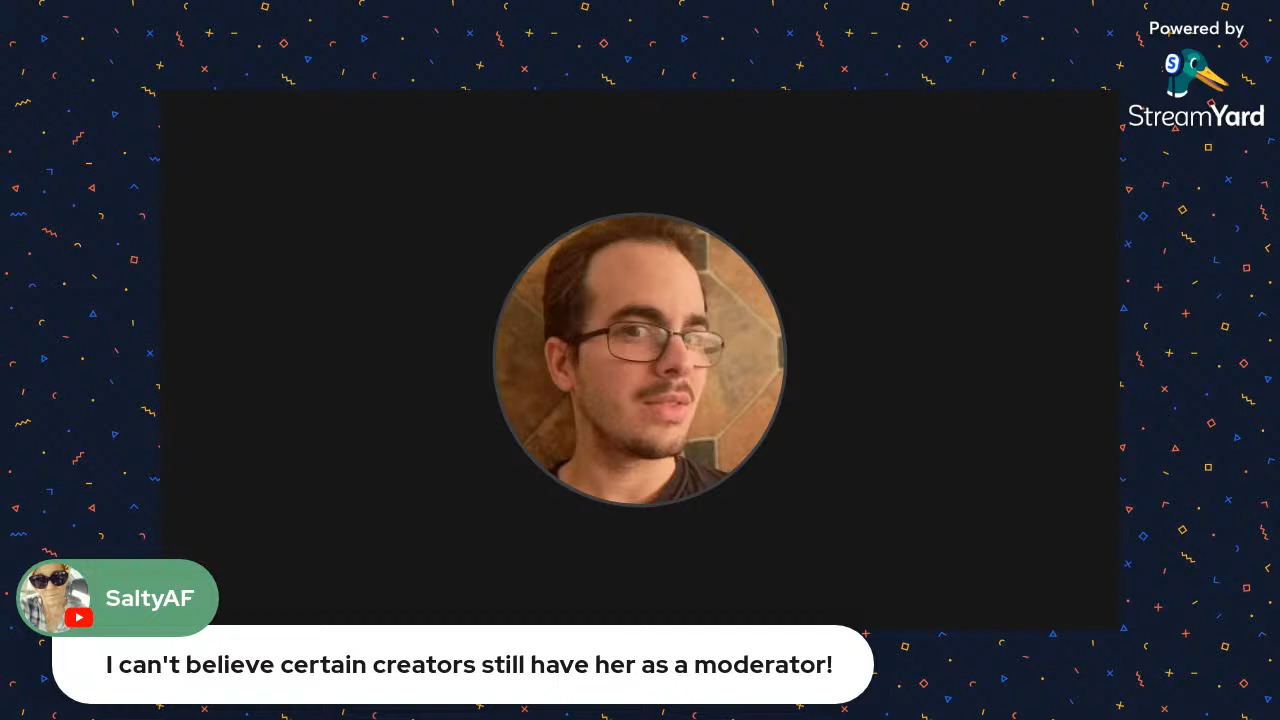 Powered by
StreamYard
SaltyAF
I can't believe certain creators still have her as a moderator!